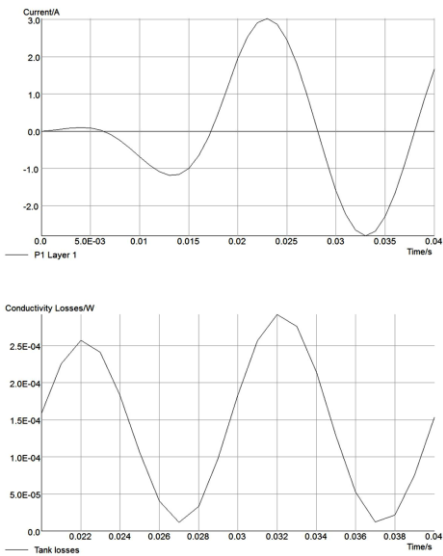 Current/A
3.0
2.0
1.0
0.0
-1.0
-2.0
0.0 5.0E-03 0.01 0.015 0.02 0.025 0.03 0.035 0.04
Time/s
P1 Layer 1
Conductivity Losses/W
2.5E-04
2.0E-04
1.5E-04
1.0E-04
5.0E-05
0.0
0.022 0.024 0.026 0.028 0.03 0.032 0.034 0.036 0.038 0.04
Time/s
Tank losses